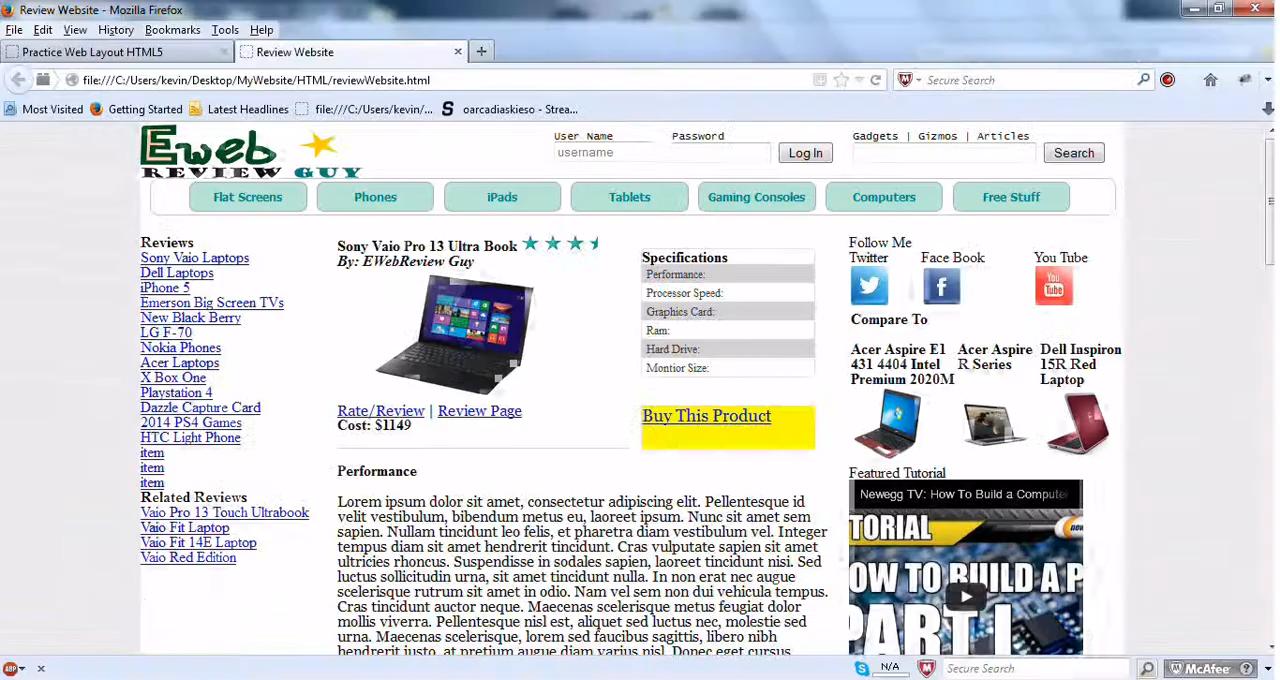 Review Website - Mozilla Firefox
File Edit View History Bookmarks Tools Help
Practice Web Layout HTML5
Review Website
file:///C:/Users/kevin/Desktop/MyWebsite/HTML/reviewWebsite.html
Secure Search
Most Visited Getting Started Latest Headlines file:///C:/Users/kevin/... oarcadiaskieso - Strea...
Eweb
REVIEW GUY
User Name Password
username
Log In
Gadgets | Gizmos | Articles
Search
Flat Screens Phones iPads Tablets Gaming Consoles Computers Free Stuff
Reviews
Sony Vaio Laptops
Dell Laptops
iPhone 5
Emerson Big Screen TVs
New Black Berry
LG F-70
Nokia Phones
Acer Laptops
X Box One
Playstation 4
Dazzle Capture Card
2014 PS4 Games
HTC Light Phone
item
item
item
Related Reviews
Vaio Pro 13 Touch Ultrabook
Vaio Fit Laptop
Vaio Fit 14E Laptop
Vaio Red Edition
Sony Vaio Pro 13 Ultra Book
By: EWebReview Guy
Rate/Review | Review Page
Cost: $1149
Specifications
Performance:
Processor Speed:
Graphics Card:
Ram:
Hard Drive:
Montior Size:
Buy This Product
Performance
Lorem ipsum dolor sit amet, consectetur adipiscing elit. Pellentesque id
velit vestibulum, bibendum metus eu, laoreet ipsum. Nunc sit amet sem
sapien. Nullam tincidunt leo felis, et pharetra diam vestibulum vel. Integer
tempus diam sit amet hendrerit tincidunt. Cras vulputate sapien sit amet
ultricies rhoncus. Suspendisse in sodales sapien, laoreet tincidunt nisi. Sed
luctus sollicitudin urna, sit amet tincidunt nulla. In non erat nec augue
scelerisque rutrum sit amet in odio. Nam vel sem non dui vehicula tempus.
Cras tincidunt auctor neque. Maecenas scelerisque metus feugiat dolor
mollis viverra. Pellentesque nisl est, aliquet sed luctus nec, molestie sed
urna. Maecenas scelerisque, lorem sed faucibus sagittis, libero nibh
hendrerit justo, at pretium augue diam varius nisl. Donec eget cursus
Follow Me
Twitter Face Book You Tube
You
Tube
Compare To
Acer Aspire E1
431 4404 Intel
Premium 2020M
Acer Aspire
R Series
Dell Inspiron
15R Red
Laptop
Featured Tutorial
Newegg TV: How To Build a Compute
TORIAL
HOW TO BUILD A P
PART I
ABP
N/A
Secure Search
McAfee